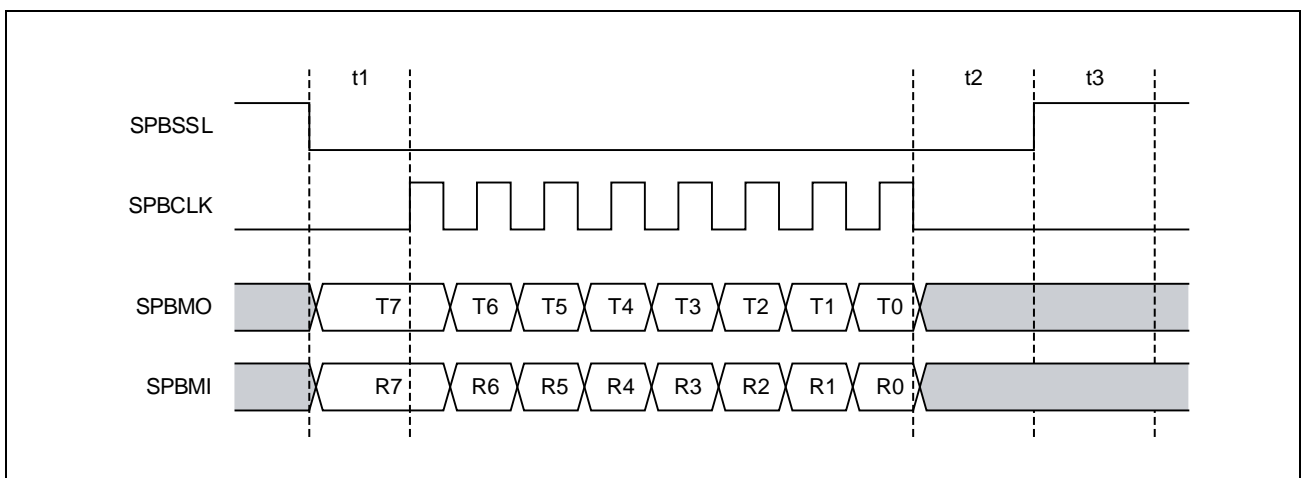 t1 t2 t3
SPBSSL
SPBCLK
SPBMO T7 T6 T5 T4 T3 T2 T1 T0
SPBMI R7 R6 R5 R4 R3 R2 R1 R0